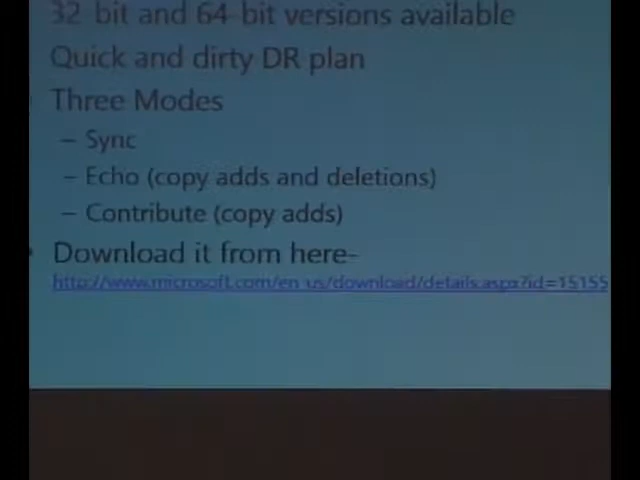 32-bit and 64-bit versions available
Quick and dirty DR plan
Three Modes
– Sync
– Echo (copy adds and deletions)
– Contribute (copy adds)
• Download it from here-
http://www.microsoft.com/en-us/download/details.aspx?id=15155